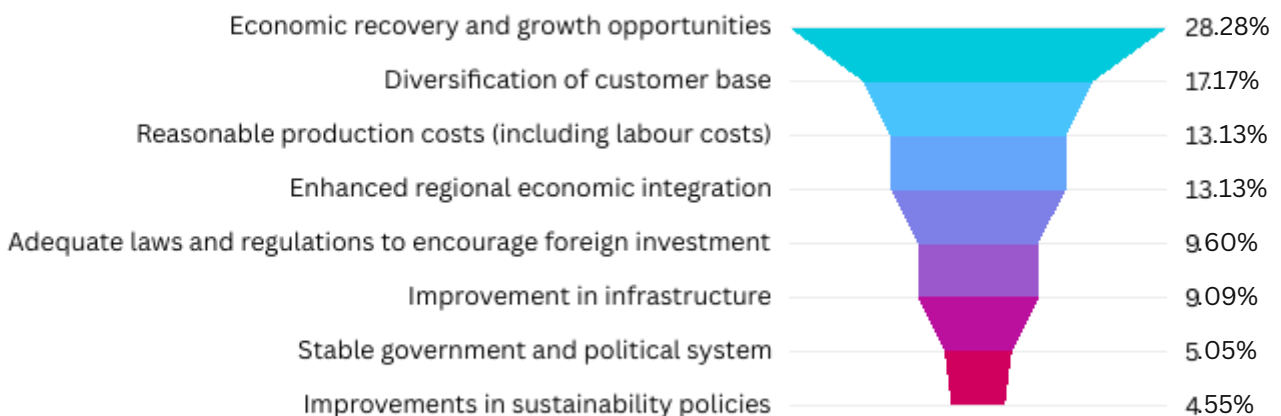 Economic recovery and growth opportunities 28.28%
Diversification of customer base 17.17%
Reasonable production costs (including labour costs) 13.13%
Enhanced regional economic integration 13.13%
Adequate laws and regulations to encourage foreign investment 9.60%
Improvement in infrastructure 9.09%
Stable government and political system 5.05%
Improvements in sustainability policies 4.55%